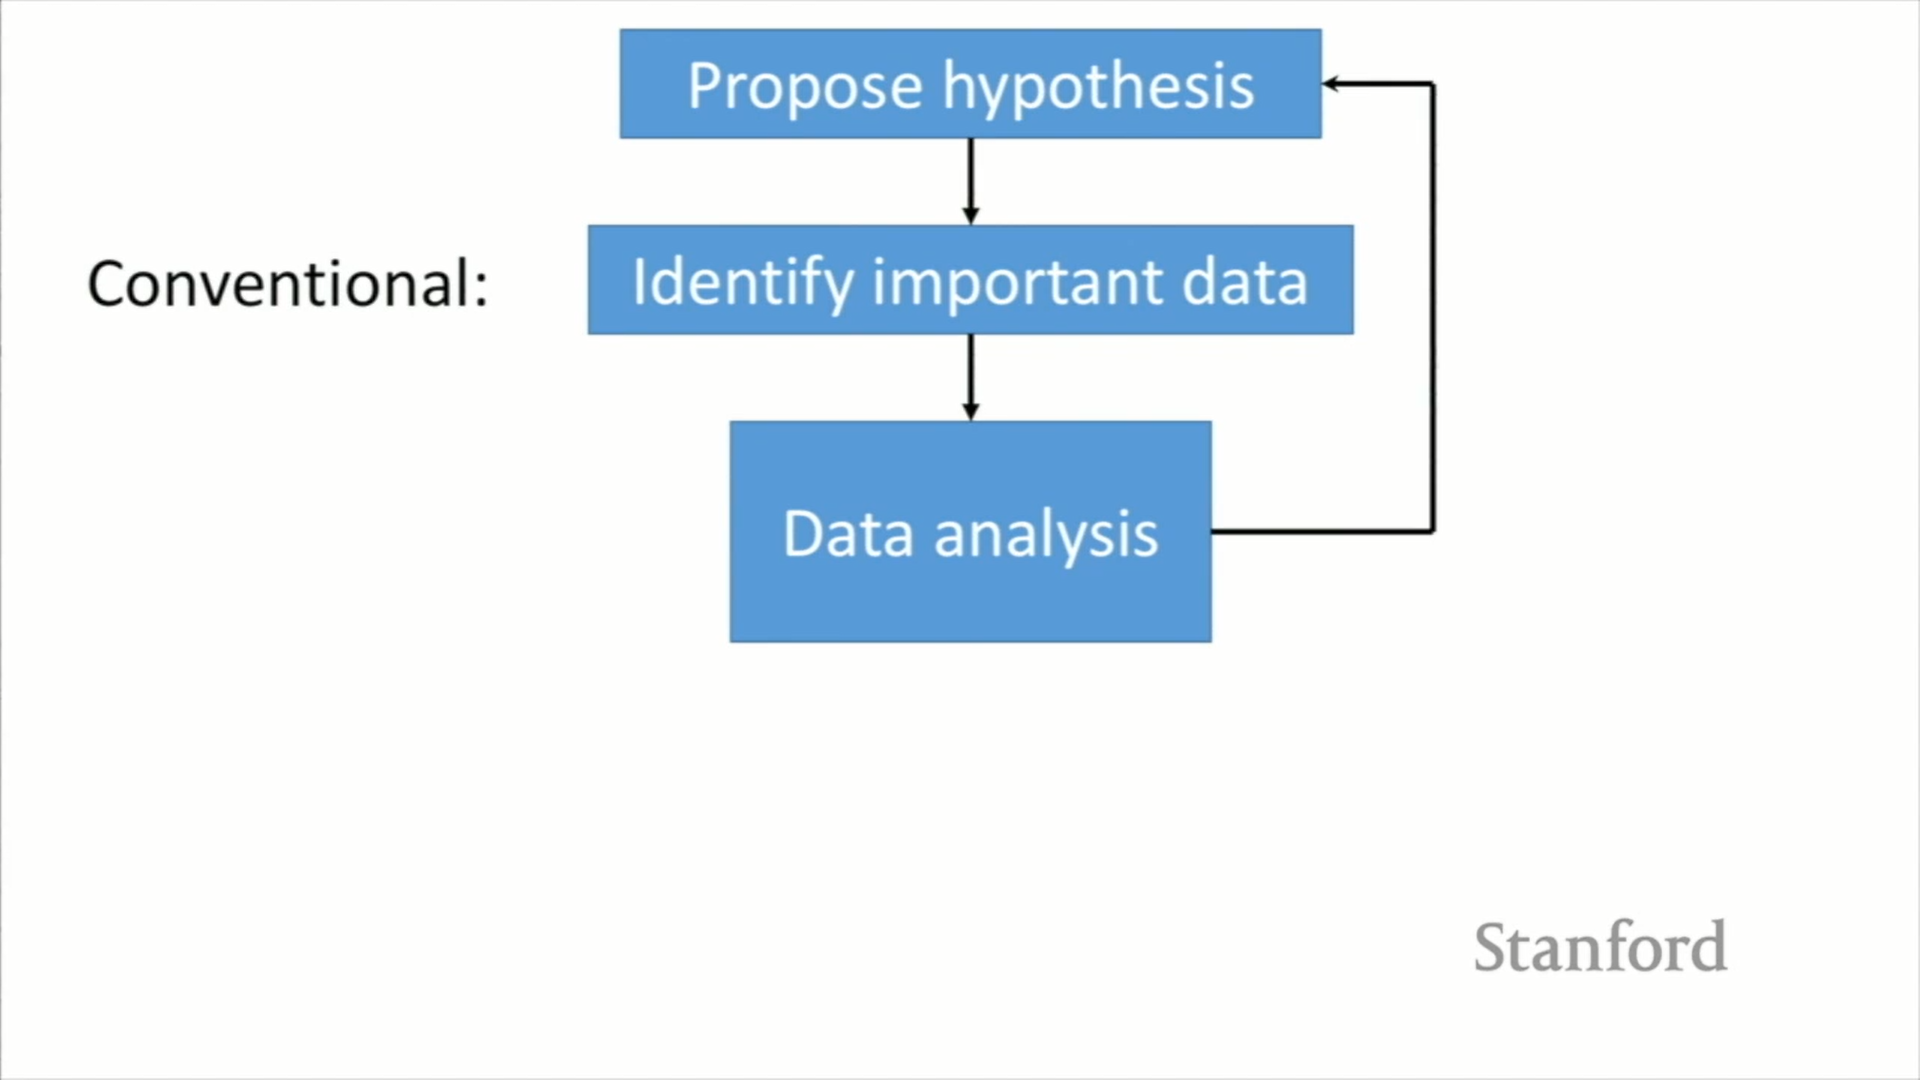 Propose hypothesis
Conventional:
Identify important data
Data analysis
Stanford